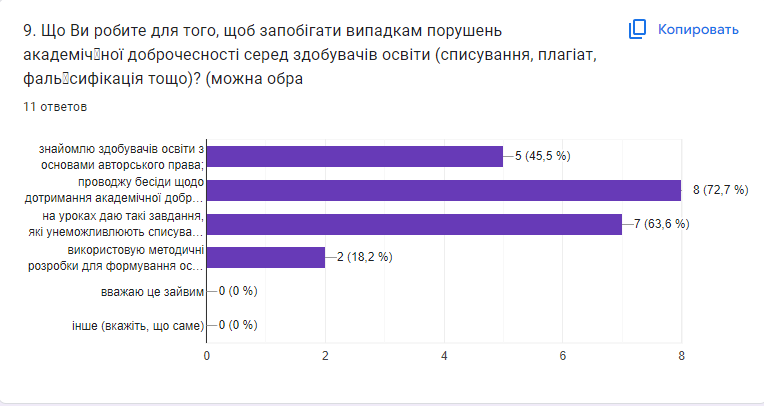 9. Що Ви робите для того, щоб запобігати випадкам порушень
академіч▯ної доброчесності серед здобувачів освіти (списування, плагіат,
фаль▯сифікація тощо)? (можна обра
Копировать
11 ответов
знайомлю здобувачів освіти з
основами авторського права;
5 (45,5 %)
проводжу бесіди щодо
дотримання академічної добр...
8 (72,7 %)
на уроках даю такі завдання,
які унеможливлюють списува...
7 (63,6 %)
використовую методичні
розробки для формування ос...
2 (18,2 %)
вважаю це зайвим
0 (0 %)
інше (вкажіть, що саме)
0 (0 %)
0 2 4 6 8